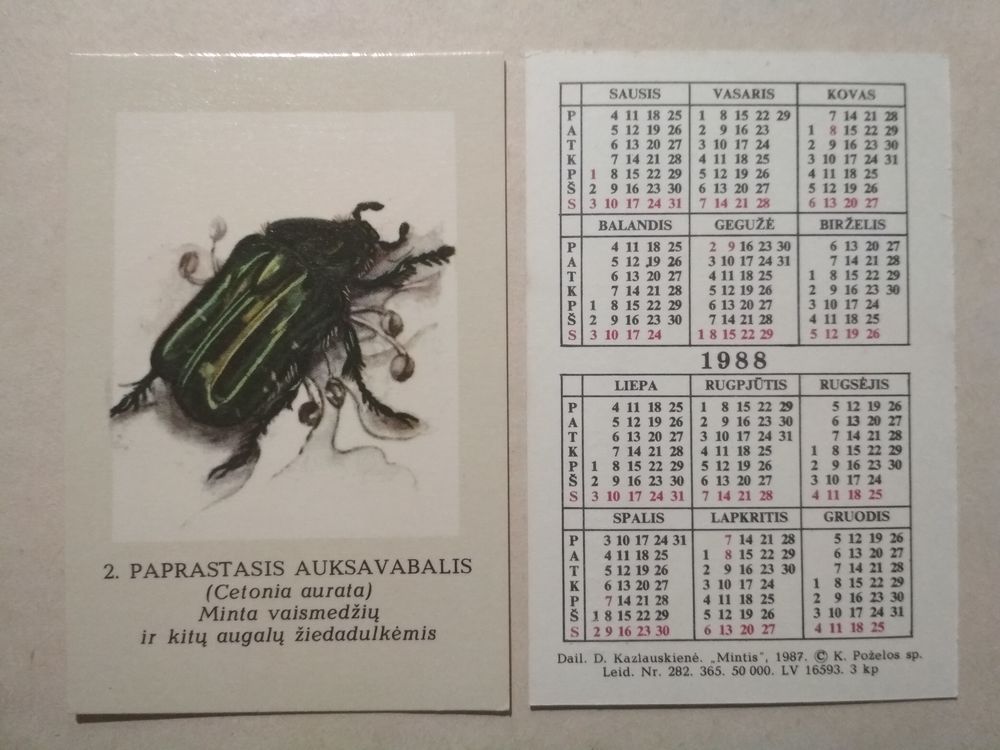 2. PAPRASTASIS AUKSAVABALIS
(Cetonia aurata)
Minta vaismedžių
ir kitų augalų žiedadulkėmis
SAUSIS VASARIS KOVAS
P 4 11 18 25 1 8 15 22 29 7 14 21 28
A 5 12 19 26 2 9 16 23 1 8 15 22 29
T 6 13 20 27 3 10 17 24 2 9 16 23 30
K 7 14 21 28 4 11 18 25 3 10 17 24 31
P 1 8 15 22 29 5 12 19 26 4 11 18 25
Š 2 9 16 23 30 6 13 20 27 5 12 19 26
S 3 10 17 24 31 7 14 21 28 6 13 20 27
BALANDIS GEGUŽĖ BIRŽELIS
P 4 11 18 25 2 9 16 23 30 6 13 20 27
A 5 12 19 26 3 10 17 24 31 7 14 21 28
T 6 13 20 27 4 11 18 25 1 8 15 22 29
K 7 14 21 28 5 12 19 26 2 9 16 23 30
P 1 8 15 22 29 6 13 20 27 3 10 17 24
Š 2 9 16 23 30 7 14 21 28 4 11 18 25
S 3 10 17 24 1 8 15 22 29 5 12 19 26
1988
LIEPA RUGPJŪTIS RUGSĖJIS
P 4 11 18 25 1 8 15 22 29 5 12 19 26
A 5 12 19 26 2 9 16 23 30 6 13 20 27
T 6 13 20 27 3 10 17 24 31 7 14 21 28
K 7 14 21 28 4 11 18 25 1 8 15 22 29
P 1 8 15 22 29 5 12 19 26 2 9 16 23 30
Š 2 9 16 23 30 6 13 20 27 3 10 17 24
S 3 10 17 24 31 7 14 21 28 4 11 18 25
SPALIS LAPKRITIS GRUODIS
P 3 10 17 24 31 7 14 21 28 5 12 19 26
A 4 11 18 25 1 8 15 22 29 6 13 20 27
T 5 12 19 26 2 9 16 23 30 7 14 21 28
K 6 13 20 27 3 10 17 24 1 8 15 22 29
P 7 14 21 28 4 11 18 25 2 9 16 23 30
Š 1 8 15 22 29 5 12 19 26 3 10 17 24 31
S 2 9 16 23 30 6 13 20 27 4 11 18 25
Dail. D. Kazlauskienė. „Mintis", 1987. © K. Poželos sp.
Leid. Nr. 282. 365. 50 000. LV 16593. 3 kp